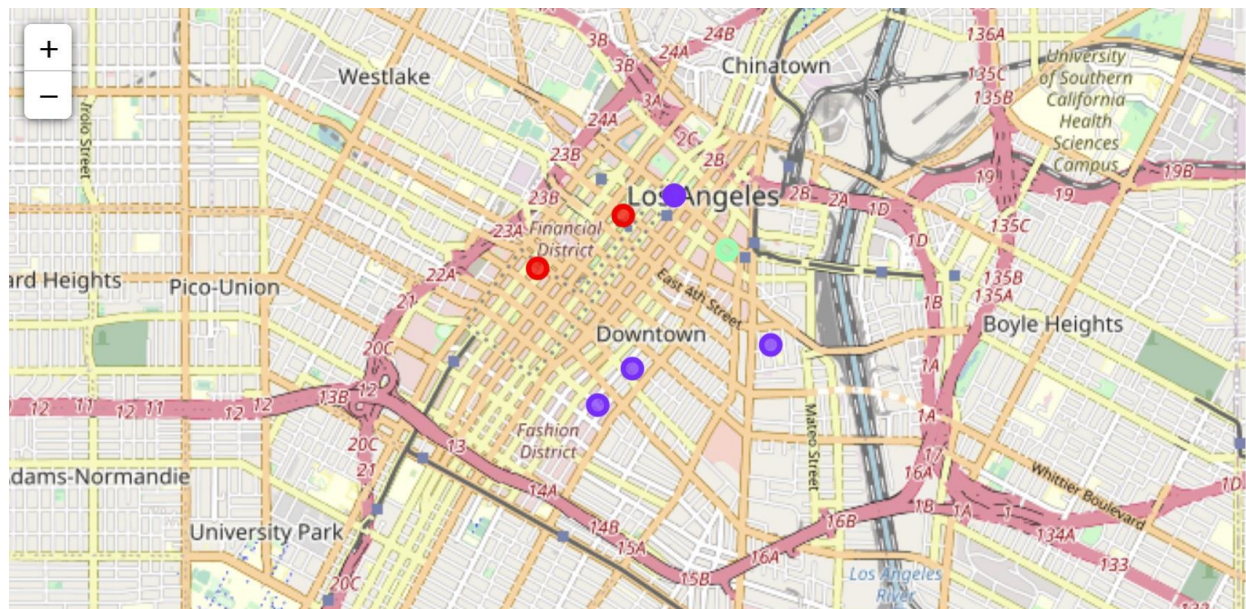 +
−
Westlake
Chinatown
University
of Southern
California
Health
Sciences
Campus
3B
24A
24B
3B
3A
24A
2C
23B
2B
136A
135C
135B
19B
19
19
Los Angeles
23B
2B
2A
1D
23A
Financial
District
135C
1D
22A
21
ard Heights
Pico-Union
East 4th Street
135B
135A
1B
Downtown
Boyle Heights
20C
1A
12
13B
12
11
12
11
12
12
1A
Mateo Street
Fashion
District
20C
13
21
17
16A
dams-Normandie
14A
Whittier Boulevard
1D
1B
1A
1
University Park
14B
16B
134A
15A
16A
133
15B
20C
Los Angeles
River